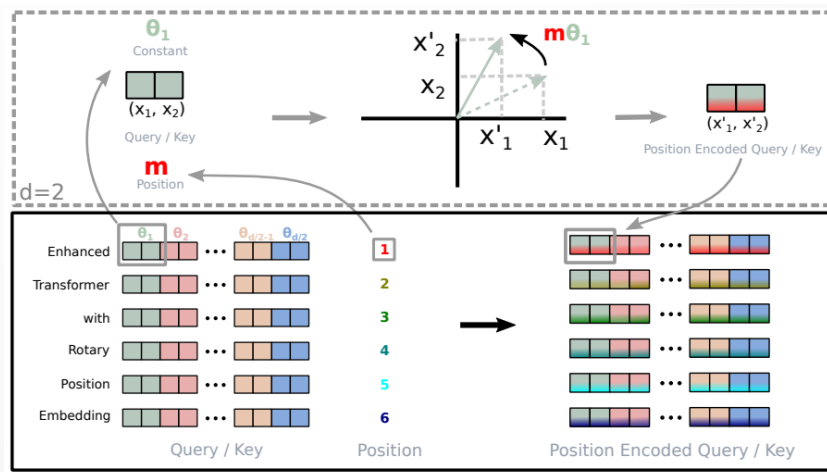 θ₁
Constant
(x₁, x₂)
Query / Key
m
Position
d=2
x'₂
x₂
x'₁
x₁
mθ₁
(x'₁, x'₂)
Position Encoded Query / Key
θ₁ θ₂ θ_{d/2-1} θ_{d/2}
Enhanced ••• 1 •••
Transformer ••• 2 •••
with ••• 3 •••
Rotary ••• 4 •••
Position ••• 5 •••
Embedding ••• 6 •••
Query / Key Position Position Encoded Query / Key